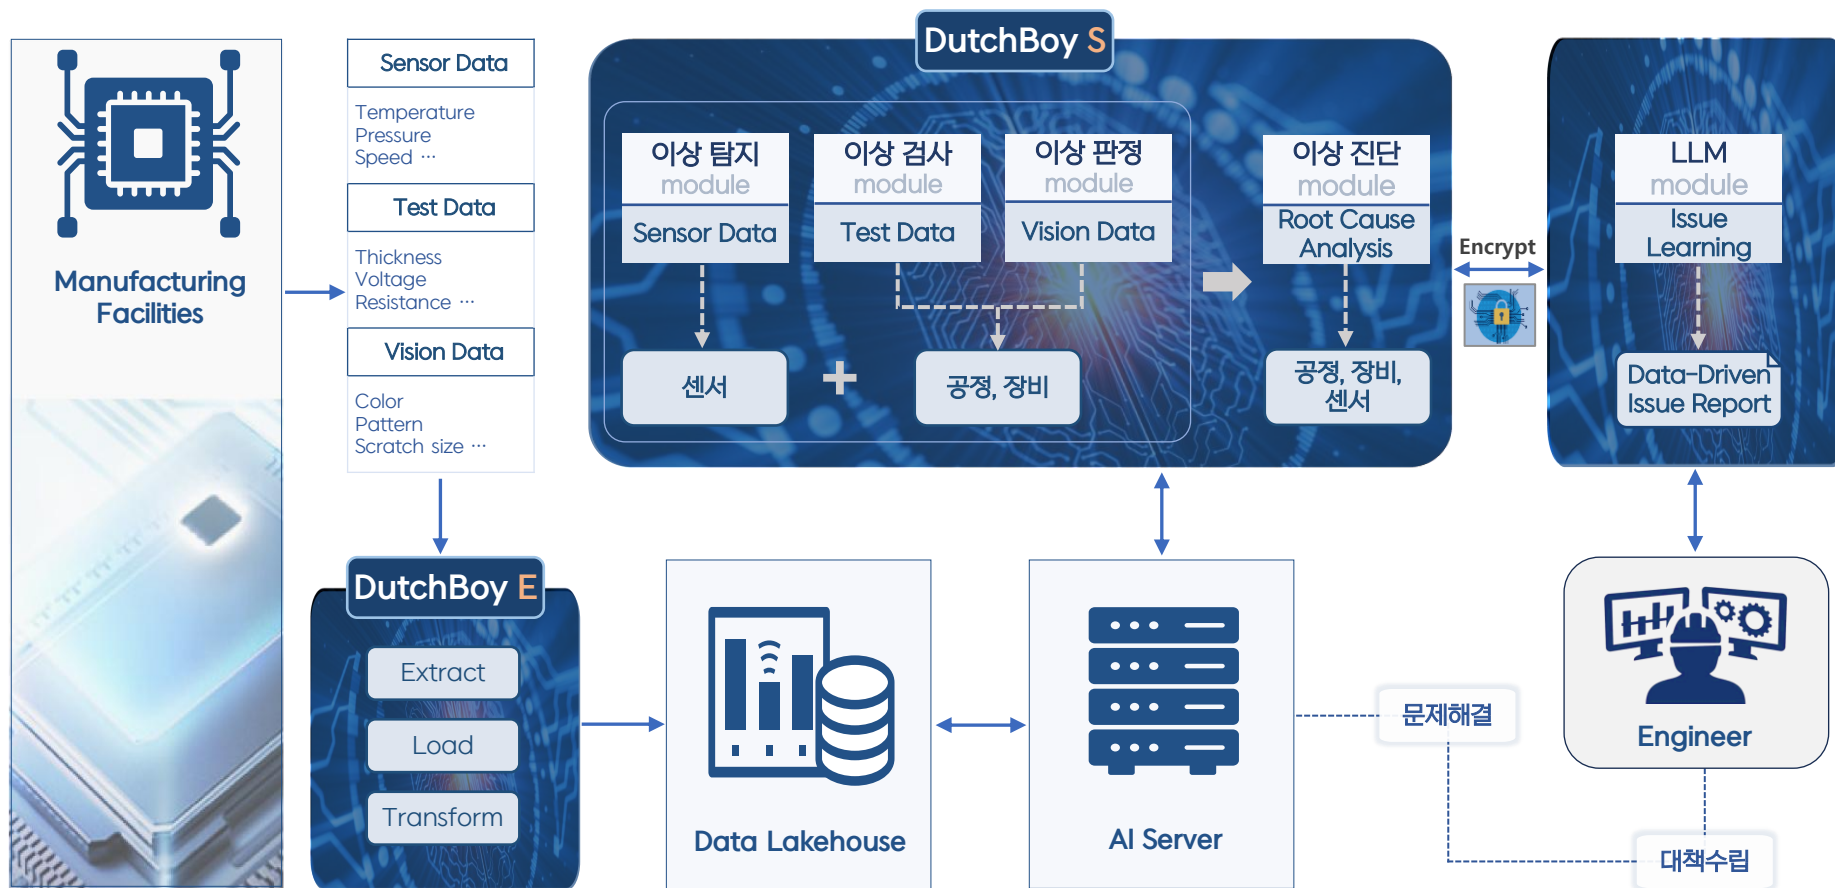 Manufacturing
Facilities
Sensor Data
Temperature
Pressure
Speed ···
Test Data
Thickness
Voltage
Resistance ···
Vision Data
Color
Pattern
Scratch size ···
DutchBoy S
이상 탐지
module
Sensor Data
이상 검사
module
Test Data
이상 판정
module
Vision Data
센서
공정, 장비
이상 진단
module
Root Cause
Analysis
공정, 장비,
센서
Encrypt
LLM
module
Issue
Learning
Data-Driven
Issue Report
DutchBoy E
Extract
Load
Transform
Data Lakehouse
AI Server
문제해결
Engineer
대책수립